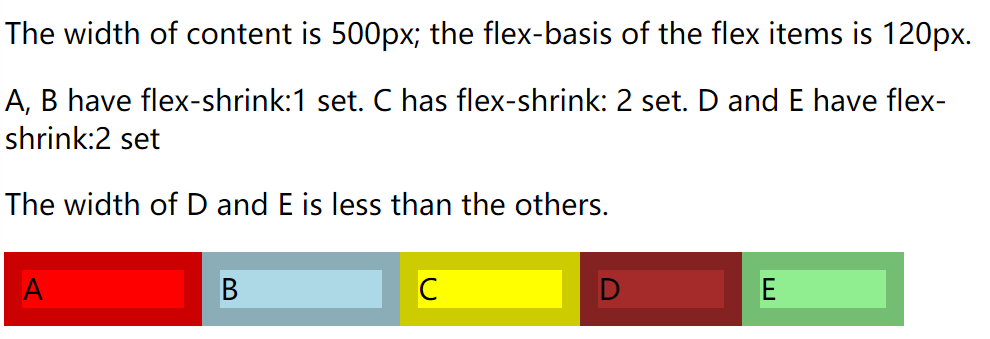 The width of content is 500px; the flex-basis of the flex items is 120px.
A, B have flex-shrink:1 set. C has flex-shrink: 2 set. D and E have flex-
shrink:2 set
The width of D and E is less than the others.
A B C D E